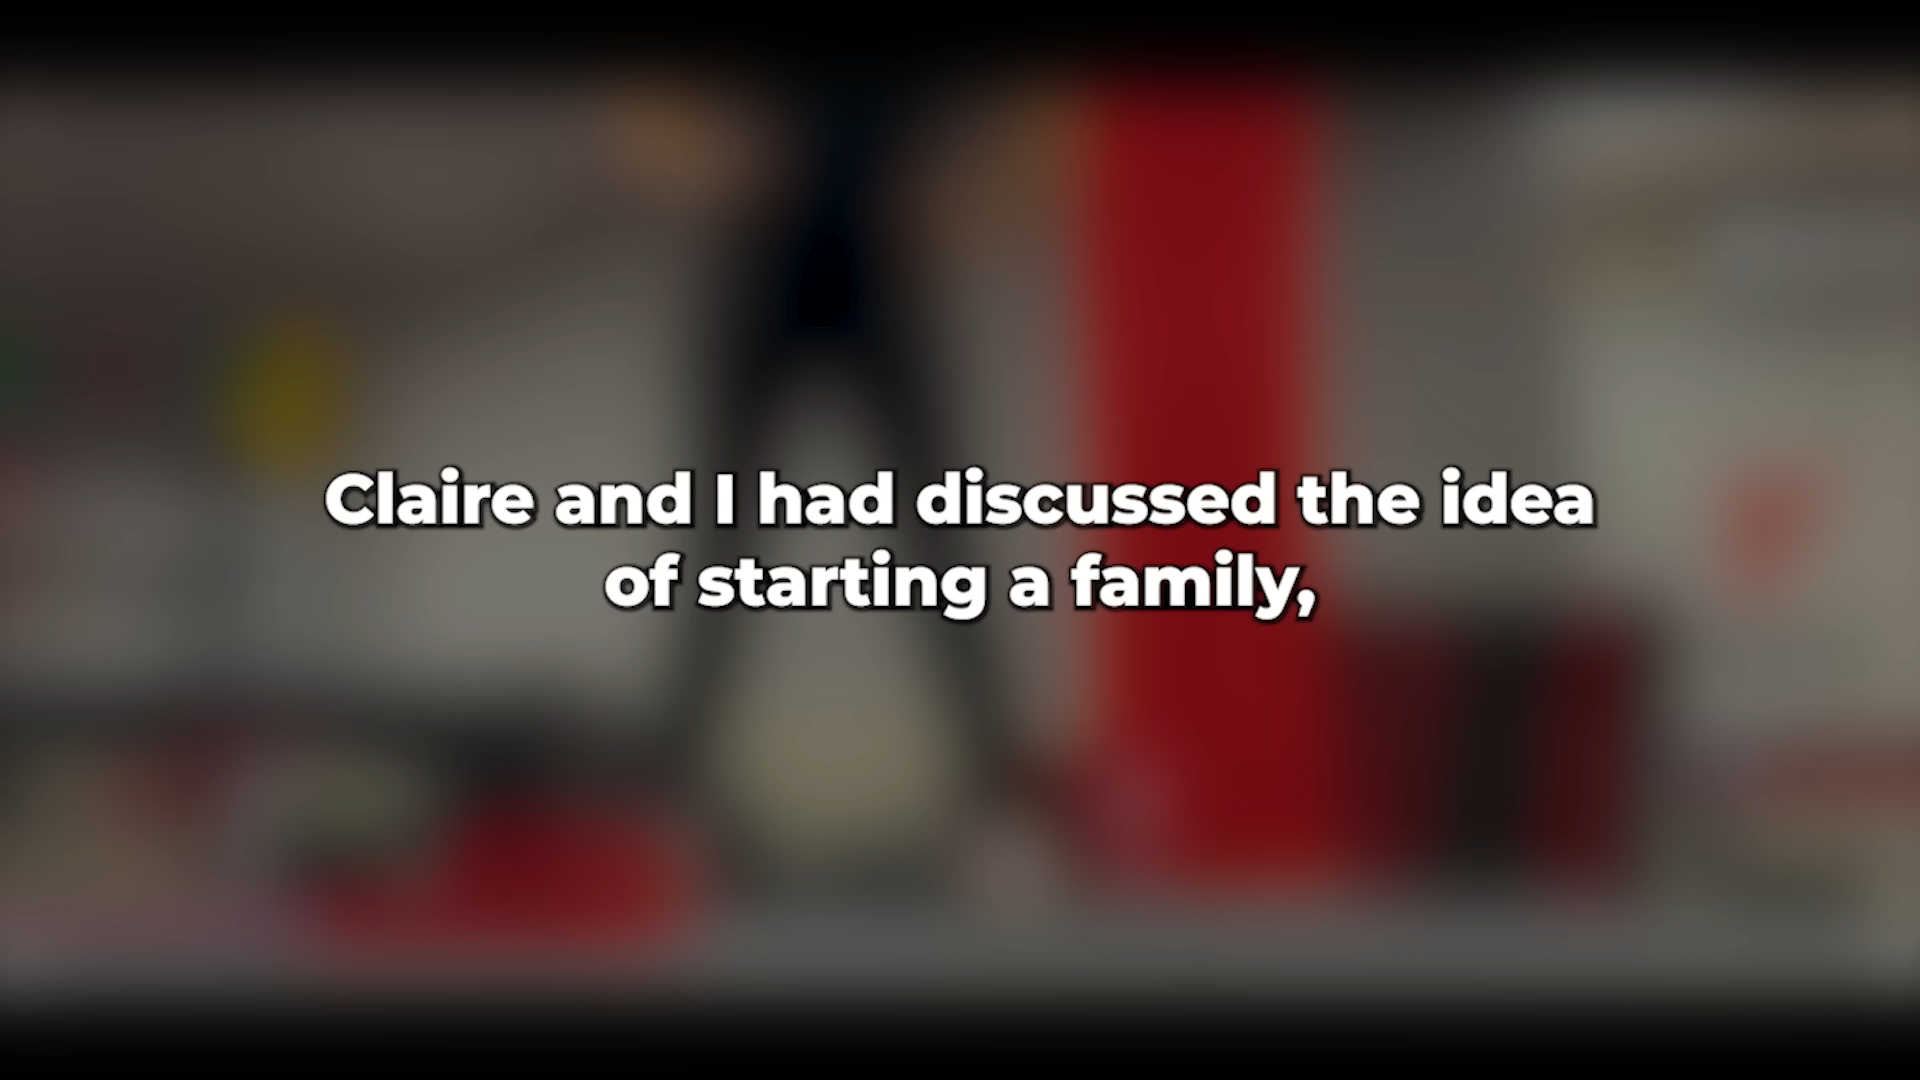 Claire and I had discussed the idea
of starting a family,